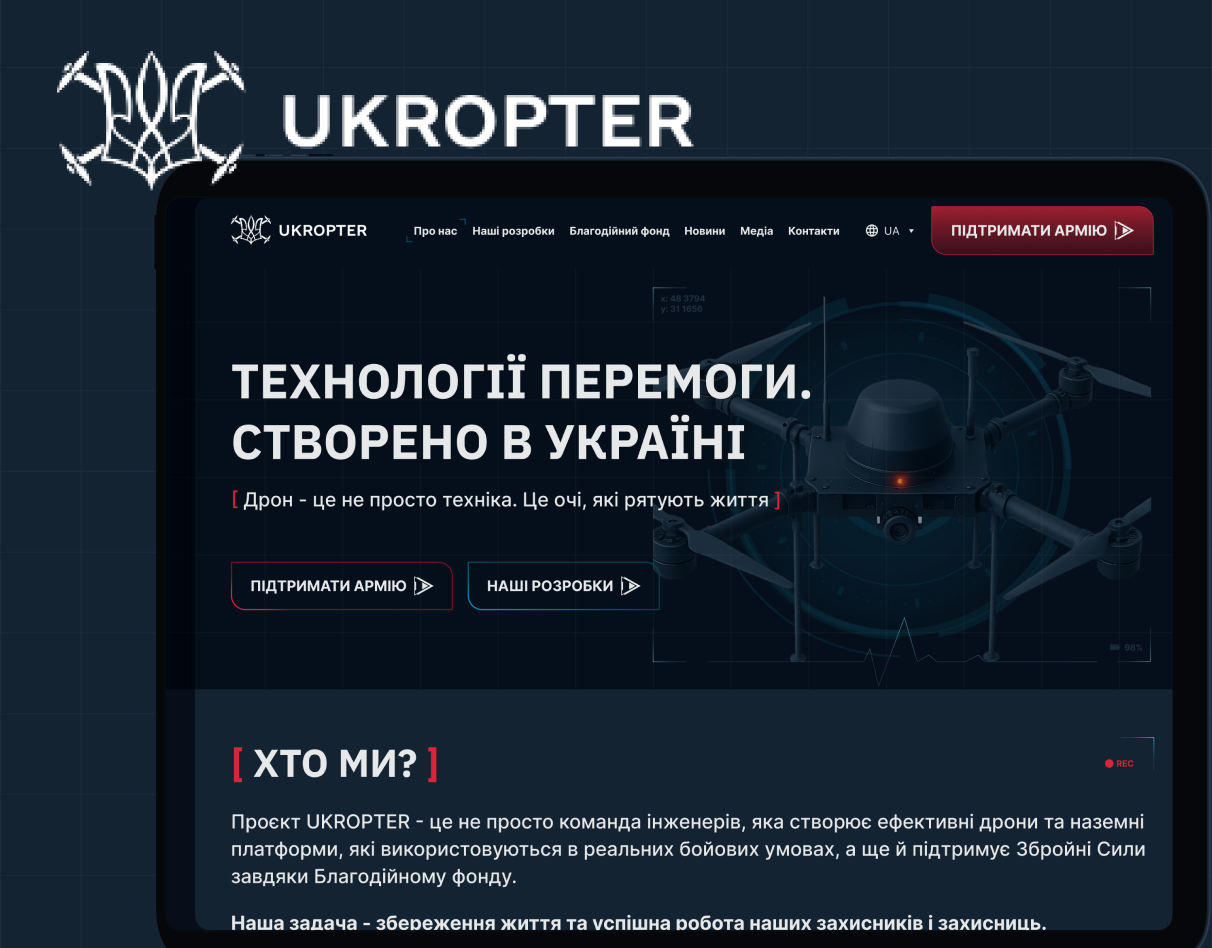 UKROPTER
UKROPTER Про нас Наші розробки Благодійний фонд Новини Медіа Контакти UA ПІДТРИМАТИ АРМІЮ
x: 48 3794
y: 31 1656
ТЕХНОЛОГІЇ ПЕРЕМОГИ.
СТВОРЕНО В УКРАЇНІ
[ Дрон - це не просто техніка. Це очі, які рятують життя ]
ПІДТРИМАТИ АРМІЮ НАШІ РОЗРОБКИ
98%
[ ХТО МИ? ]
REC
Проєкт UKROPTER - це не просто команда інженерів, яка створює ефективні дрони та наземні
платформи, які використовуються в реальних бойових умовах, а ще й підтримує Збройні Сили
завдяки Благодійному фонду.
Наша задача - збереження життя та успішна робота наших захисників і захисниць.